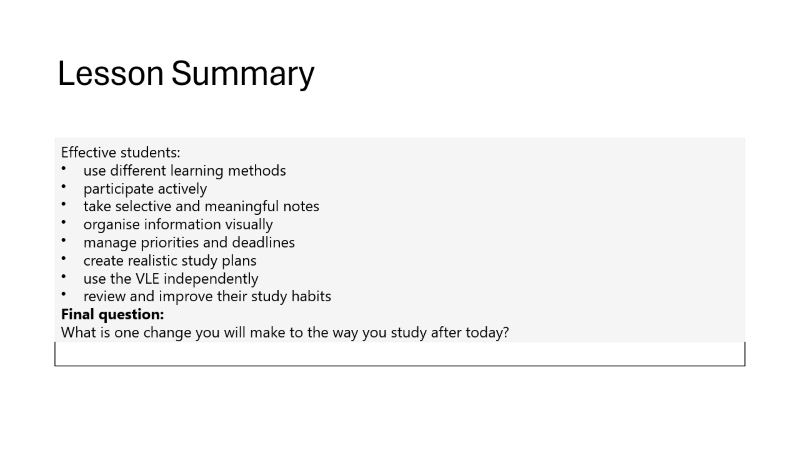 Lesson Summary
Effective students:
• use different learning methods
• participate actively
• take selective and meaningful notes
• organise information visually
• manage priorities and deadlines
• create realistic study plans
• use the VLE independently
• review and improve their study habits
Final question:
What is one change you will make to the way you study after today?